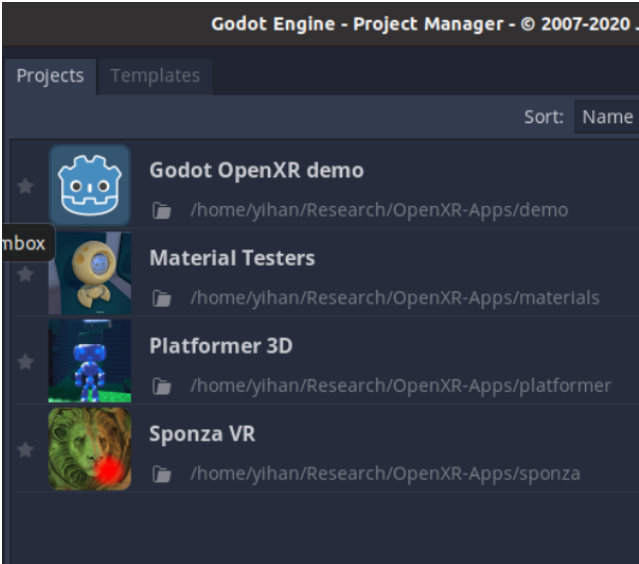 Godot Engine - Project Manager - © 2007-2020
Projects Templates
Sort: Name
Godot OpenXR demo
/home/yihan/Research/OpenXR-Apps/demo
mbox
Material Testers
/home/yihan/Research/OpenXR-Apps/materials
Platformer 3D
/home/yihan/Research/OpenXR-Apps/platformer
Sponza VR
/home/yihan/Research/OpenXR-Apps/sponza